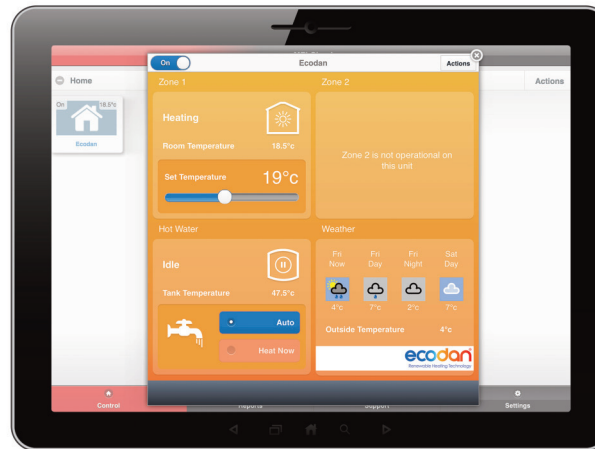 On
Ecodan
Actions
Home
Actions
On
18.5°c
Ecodan
Zone 1
Heating
Room Temperature 18.5°c
Set Temperature 19°c
Zone 2
Zone 2 is not operational on
this unit
Hot Water
Idle
Tank Temperature 47.5°c
Auto
Heat Now
Weather
Fri Fri Fri Sat
Now Day Night Day
4°c 7°c 2°c 7°c
Outside Temperature 4°c
ecodan
Renewable Heating Technology
Control
Reports
Support
Settings